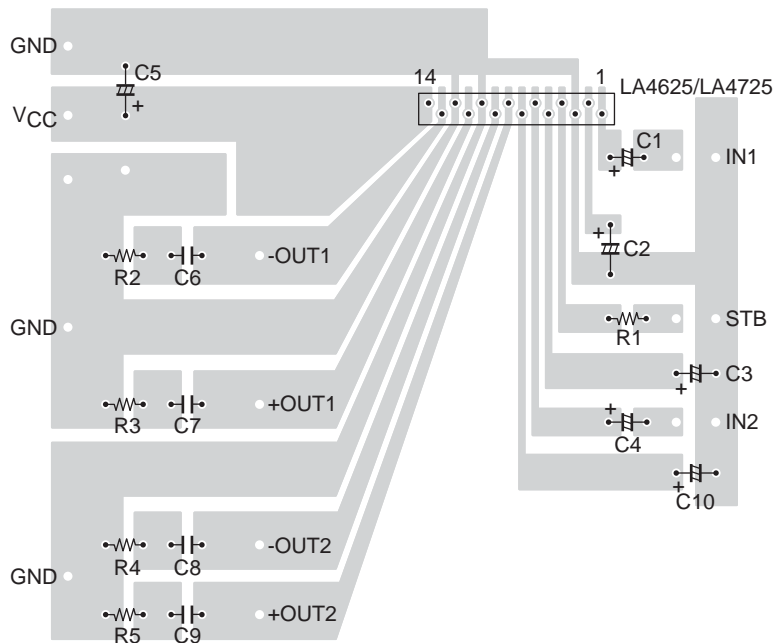 GND
C5
+
VCC
14
1
LA4625/LA4725
C1
+
IN1
+
C2
R2
C6
-OUT1
GND
R1
STB
C3
+
R3
C7
+OUT1
+
C4
IN2
+
C10
R4
C8
-OUT2
GND
R5
C9
+OUT2